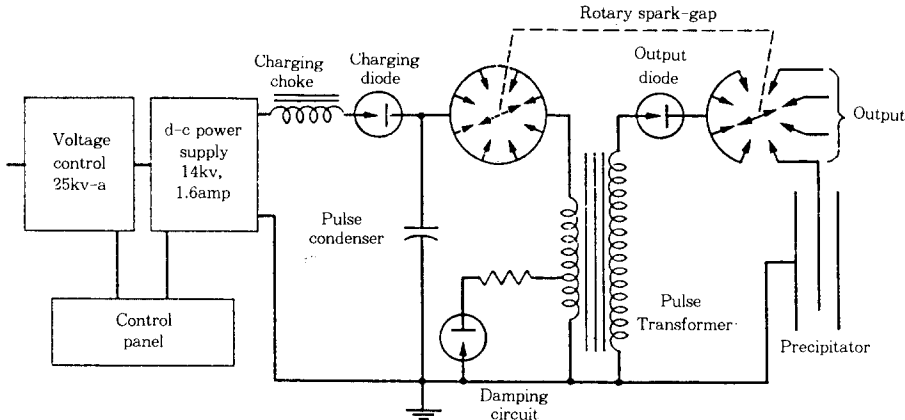 Rotary spark-gap
Charging
choke
Charging
diode
Output
diode
Output
Voltage
control
25kv-a
d-c power
supply
14kv,
1.6amp
Pulse
condenser
Control
panel
Pulse
Transformer
Precipitator
Damping
circuit